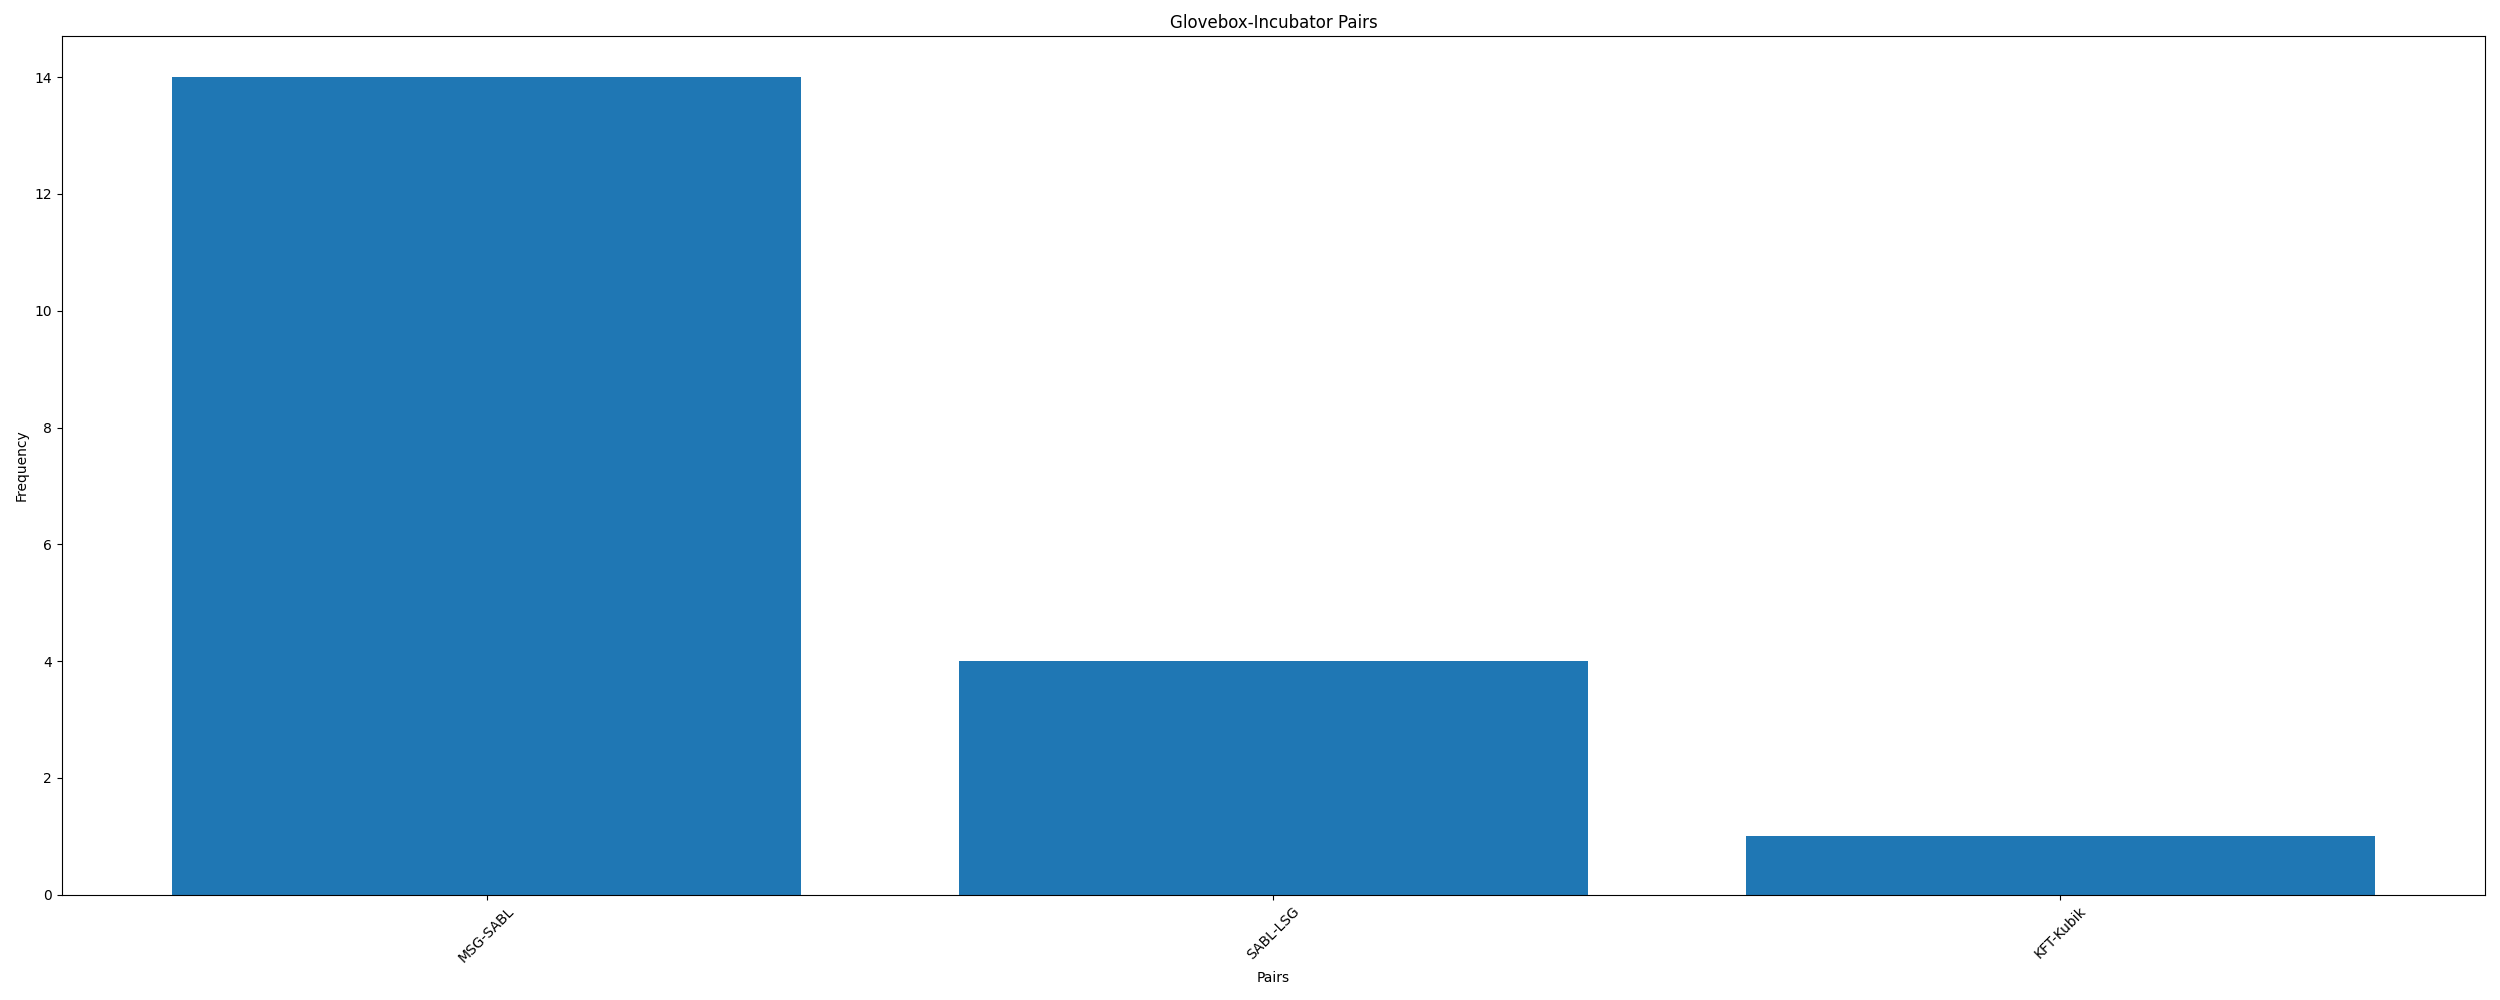 Glovebox-Incubator Pairs
Frequency
14
12
10
8
6
4
2
0
MSG-SABL
SABL-LSG
KFT-Kubik
Pairs